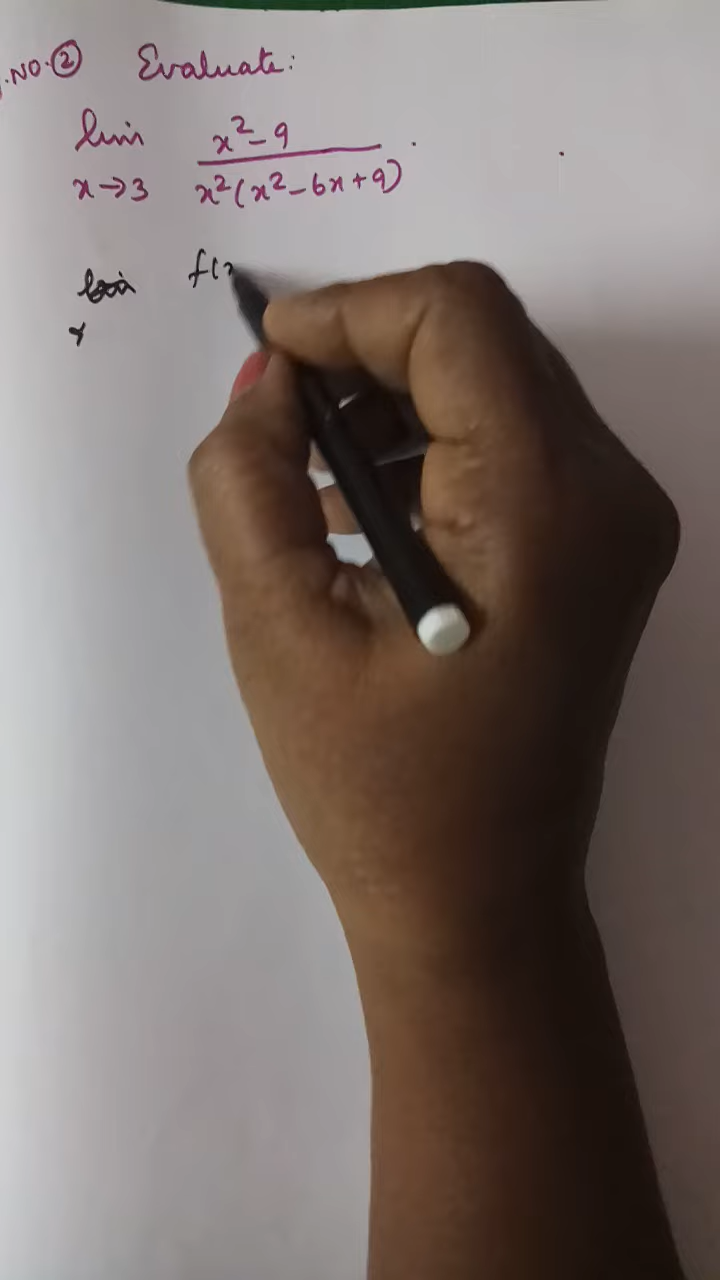 .NO.② Evaluate:
lim x²-9
x→3 x²(x²-6x+9)
f(x
x